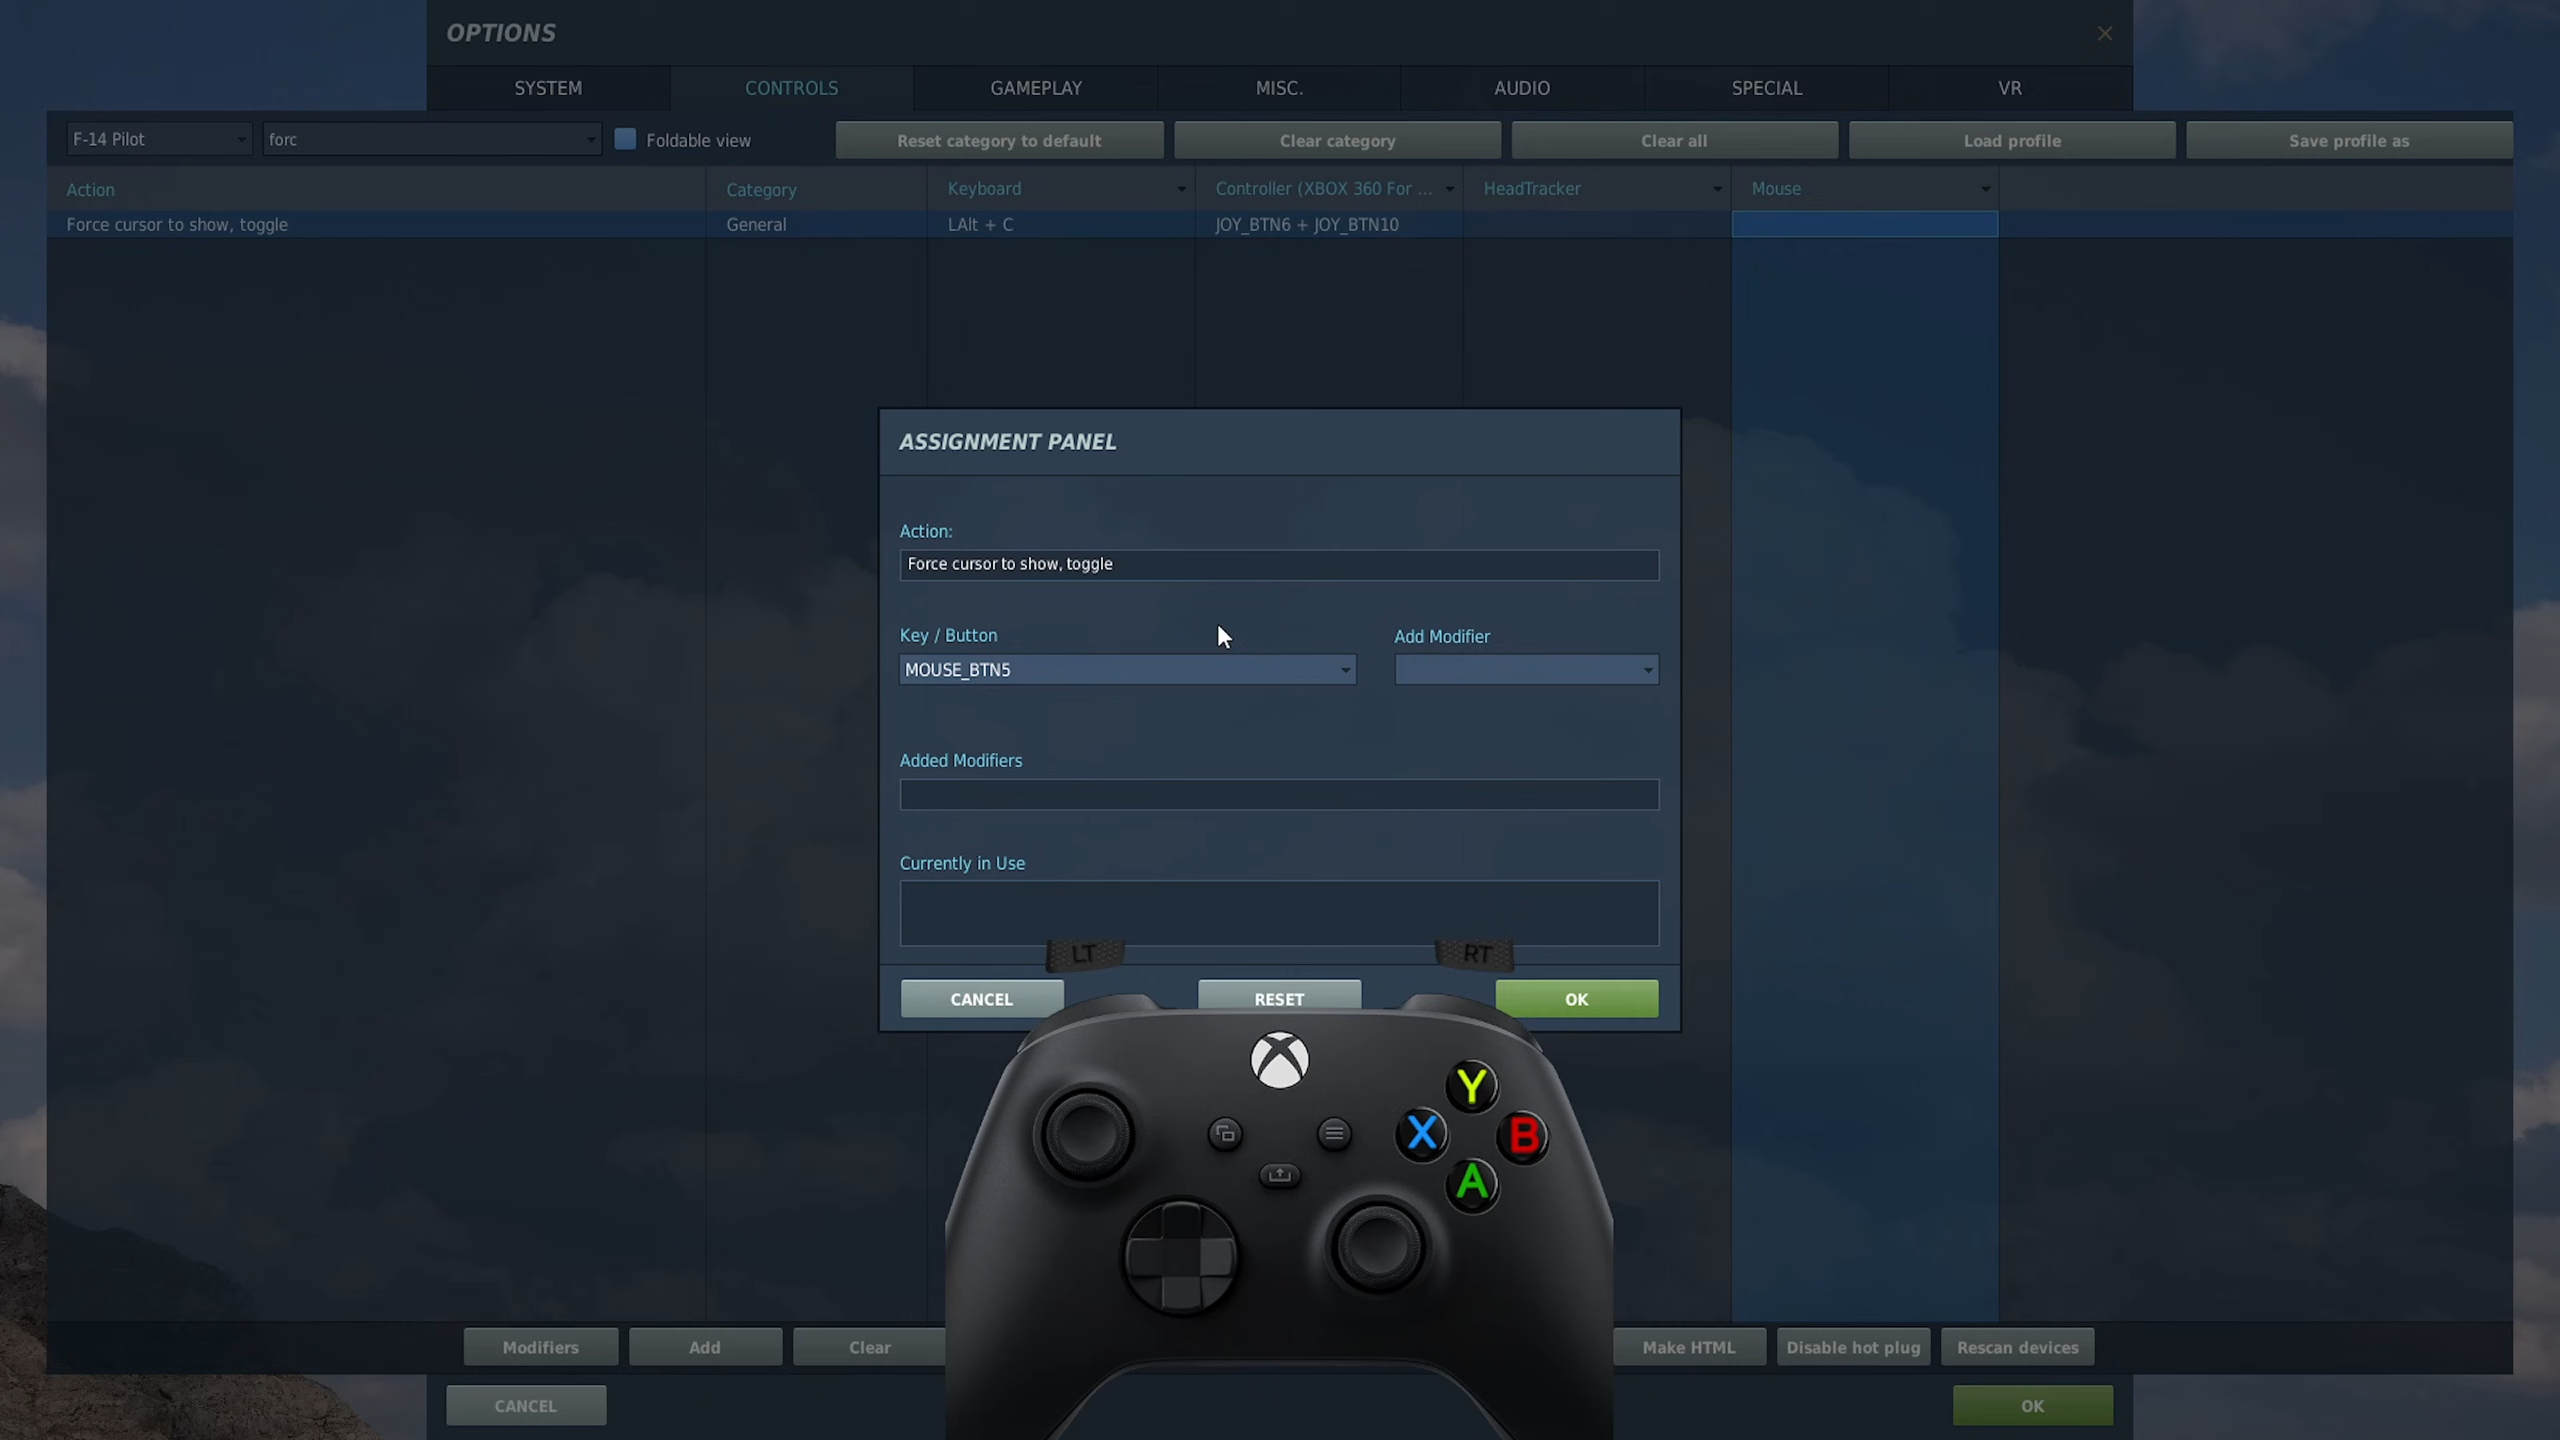 OPTIONS
SYSTEM CONTROLS GAMEPLAY MISC. AUDIO SPECIAL VR
F-14 Pilot forc Foldable view Reset category to default Clear category Clear all Load profile Save profile as
Action Category Keyboard Controller (XBOX 360 For ... HeadTracker Mouse
Force cursor to show, toggle General LAlt + C JOY_BTN6 + JOY_BTN10
ASSIGNMENT PANEL
Action:
Force cursor to show, toggle
Key / Button Add Modifier
MOUSE_BTN5
Added Modifiers
Currently in Use
LT RT
CANCEL RESET OK
Y
X B
A
Modifiers Add Clear Make HTML Disable hot plug Rescan devices
CANCEL OK